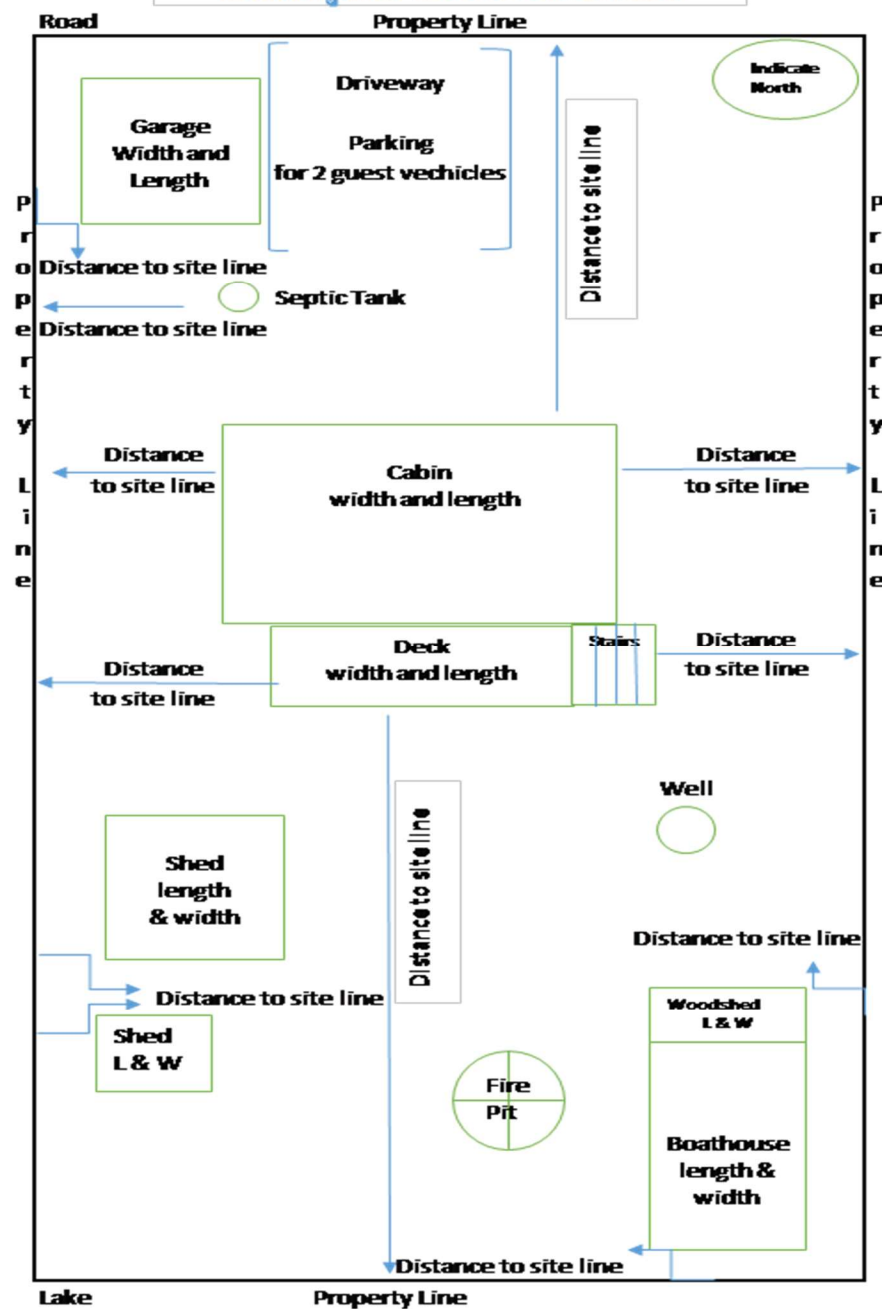 Road
Property Line
Driveway
Indicate
North
Garage
Width and
Length
Parking
for 2 guest vechicles
Distance to site line
Property Line
Property Line
Distance to site line
Septic Tank
Distance to site line
Distance
to site line
Cabin
width and length
Distance
to site line
Distance
to site line
Deck
width and length
Stairs
Distance
to site line
Well
Shed
length
& width
Distance to site line
Distance to site line
Distance to site line
Woodshed
L & W
Shed
L & W
Fire
Pit
Boathouse
length &
width
Distance to site line
Lake
Property Line